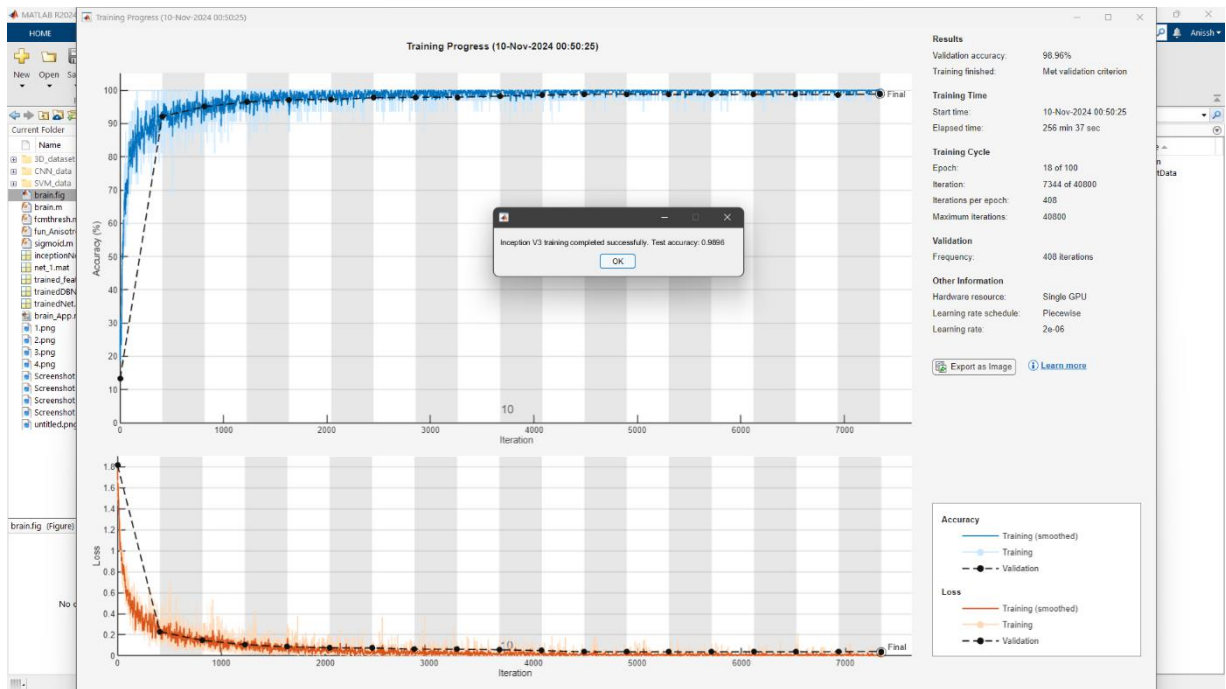 MATLAB R2024
Training Progress (10-Nov-2024 00:50:25)
HOME
Anissh
New Open Sa
Current Folder
Name
3D_dataset
CNN_data
SVM_data
brain.fig
brain.m
fcmthresh.n
fun_Anisotr
sigmoid.m
inceptionNe
net_1.mat
trained_feat
trainedDBN
trainedNet.
brain_App.r
1.png
2.png
3.png
4.png
Screenshot
Screenshot
Screenshot
Screenshot
untitled.png
brain.fig (Figure)
No d
Training Progress (10-Nov-2024 00:50:25)
Accuracy (%)
100
90
80
70
60
50
40
30
20
10
0
Final
10
0 1000 2000 3000 4000 5000 6000 7000
Iteration
Inception V3 training completed successfully. Test accuracy: 0.9896
OK
Loss
1.8
1.6
1.4
1.2
1
0.8
0.6
0.4
0.2
0
Final
10
0 1000 2000 3000 4000 5000 6000 7000
Iteration
Results
Validation accuracy: 98.96%
Training finished: Met validation criterion
Training Time
Start time: 10-Nov-2024 00:50:25
Elapsed time: 256 min 37 sec
Training Cycle
Epoch: 18 of 100
Iteration: 7344 of 40800
Iterations per epoch: 408
Maximum iterations: 40800
Validation
Frequency: 408 iterations
Other Information
Hardware resource: Single GPU
Learning rate schedule: Piecewise
Learning rate: 2e-06
Export as Image Learn more
Accuracy
Training (smoothed)
Training
Validation
Loss
Training (smoothed)
Training
Validation
tData